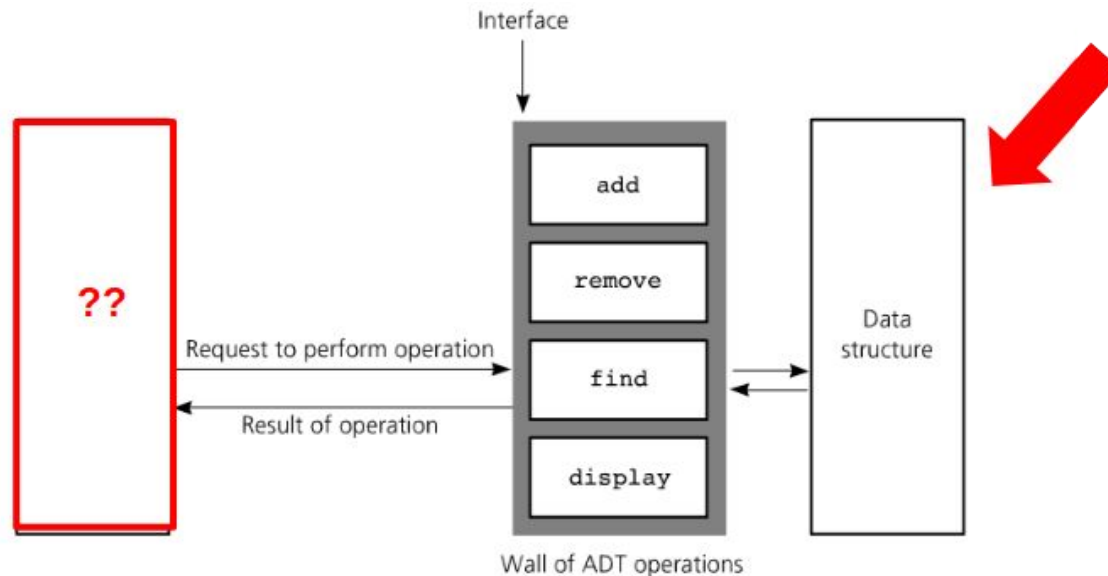 Interface
add
remove
??
find
display
Request to perform operation
Result of operation
Data
structure
Wall of ADT operations